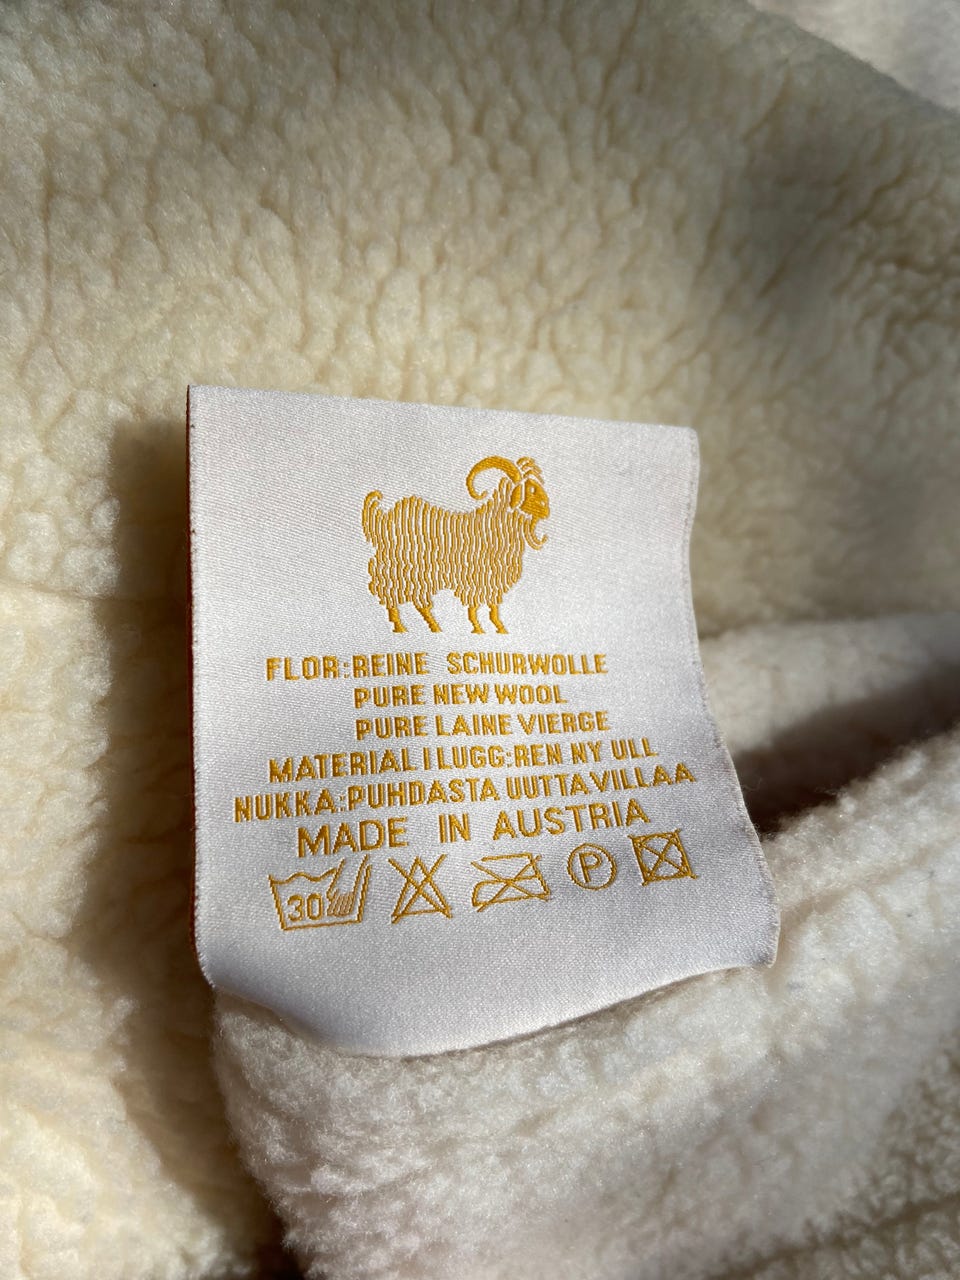 FLOR:REINE SCHURWOLLE
PURE NEW WOOL
PURE LAINE VIERGE
MATERIAL I LUGG:REN NY ULL
NUKKA:PUHDASTA UUTTA VILLAA
MADE IN AUSTRIA
30 P